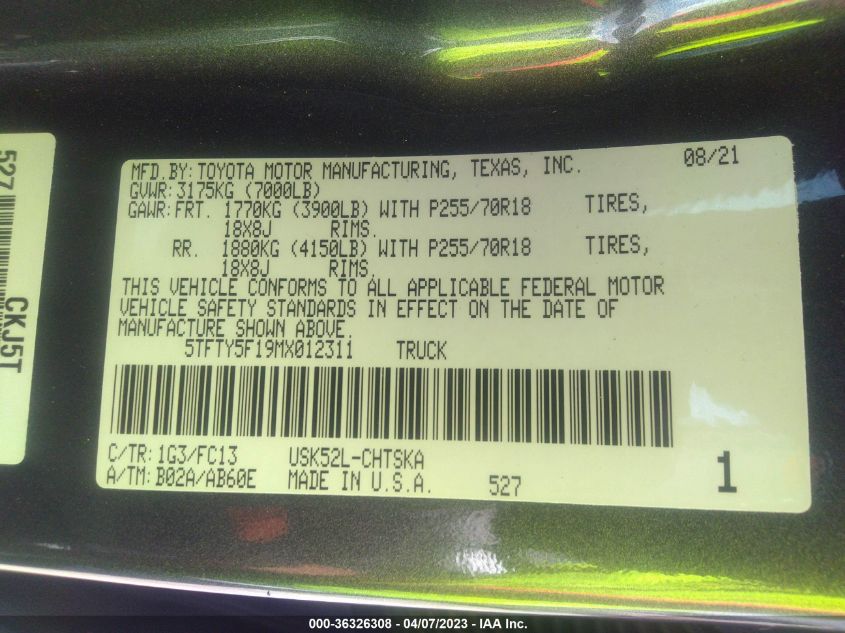 527
CKJ5T
MFD.BY: TOYOTA MOTOR MANUFACTURING, TEXAS, INC. 08/21
GVWR: 3175KG (7000LB)
GAWR: FRT. 1770KG (3900LB) WITH P255/70R18 TIRES,
18X8J RIMS.
RR. 1880KG (4150LB) WITH P255/70R18 TIRES,
18X8J RIMS.
THIS VEHICLE CONFORMS TO ALL APPLICABLE FEDERAL MOTOR
VEHICLE SAFETY STANDARDS IN EFFECT ON THE DATE OF
MANUFACTURE SHOWN ABOVE.
5TFTY5F19MX012311 TRUCK
C/TR: 1G3/FC13 USK52L-CHTSKA
A/TM: B02A/AB60E MADE IN U.S.A. 527 1
000-36326308 - 04/07/2023 - IAA Inc.